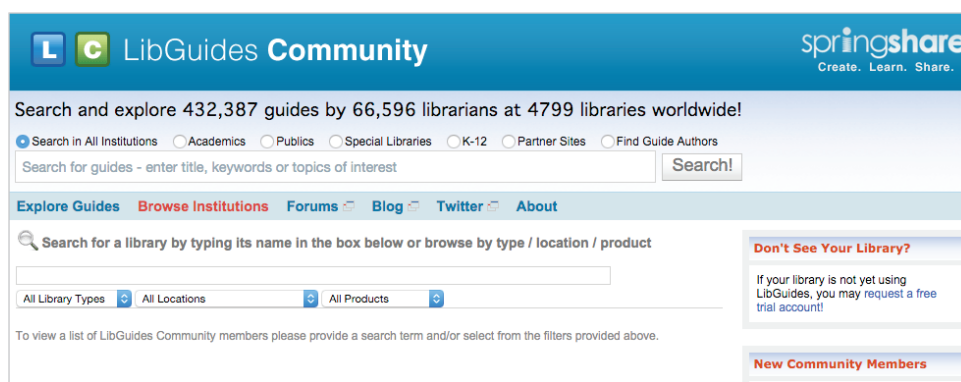 L C LibGuides Community
springshare
Create. Learn. Share.
Search and explore 432,387 guides by 66,596 librarians at 4799 libraries worldwide!
Search in All Institutions Academics Publics Special Libraries K-12 Partner Sites Find Guide Authors
Search for guides - enter title, keywords or topics of interest Search!
Explore Guides Browse Institutions Forums Blog Twitter About
Search for a library by typing its name in the box below or browse by type / location / product
All Library Types All Locations All Products
To view a list of LibGuides Community members please provide a search term and/or select from the filters provided above.
Don't See Your Library?
If your library is not yet using
LibGuides, you may request a free
trial account!
New Community Members